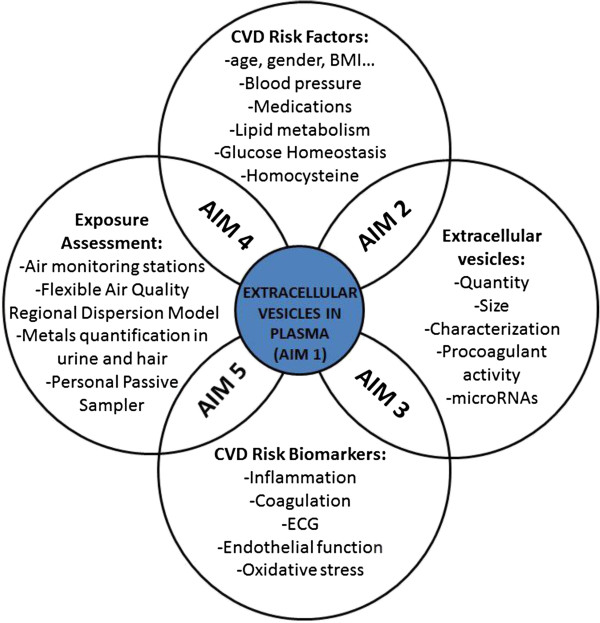 CVD Risk Factors:
-age, gender, BMI...
-Blood pressure
-Medications
-Lipid metabolism
-Glucose Homeostasis
-Homocysteine
AIM 4
AIM 2
Exposure
Assessment:
-Air monitoring stations
-Flexible Air Quality
Regional Dispersion Model
-Metals quantification in
urine and hair
-Personal Passive
Sampler
EXTRACELLULAR
VESICLES IN
PLASMA
(AIM 1)
Extracellular
vesicles:
-Quantity
-Size
-Characterization
-Procoagulant
activity
-microRNAs
AIM 5
AIM 3
CVD Risk Biomarkers:
-Inflammation
-Coagulation
-ECG
-Endothelial function
-Oxidative stress